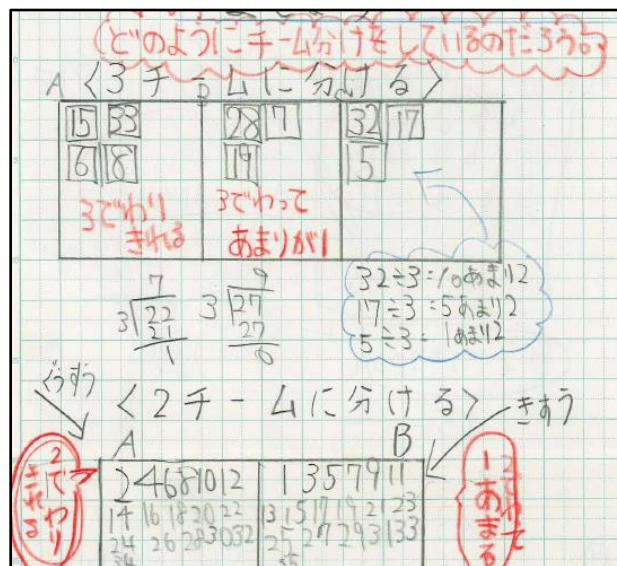 どのようにチーム分けをしているのだろう。
A 〈3チームに分ける〉
B
15 33
6 18
28 7
19
32 17
5
3でわり
きれる
3でわって
あまりが1
32÷3=10あまり2
17÷3=5あまり2
5÷3=1あまり2
7
3 22
21
1
9
3 27
27
0
ぐうすう
〈2チームに分ける〉
きすう
A
B
2 4 6 8 10 12
14 16 18 20 22
24 26 28 30 32
34
1 3 5 7 9 11
13 15 17 19 21 23
25 27 29 31 33
35
2でわり
きれる
2でわって
1あまる